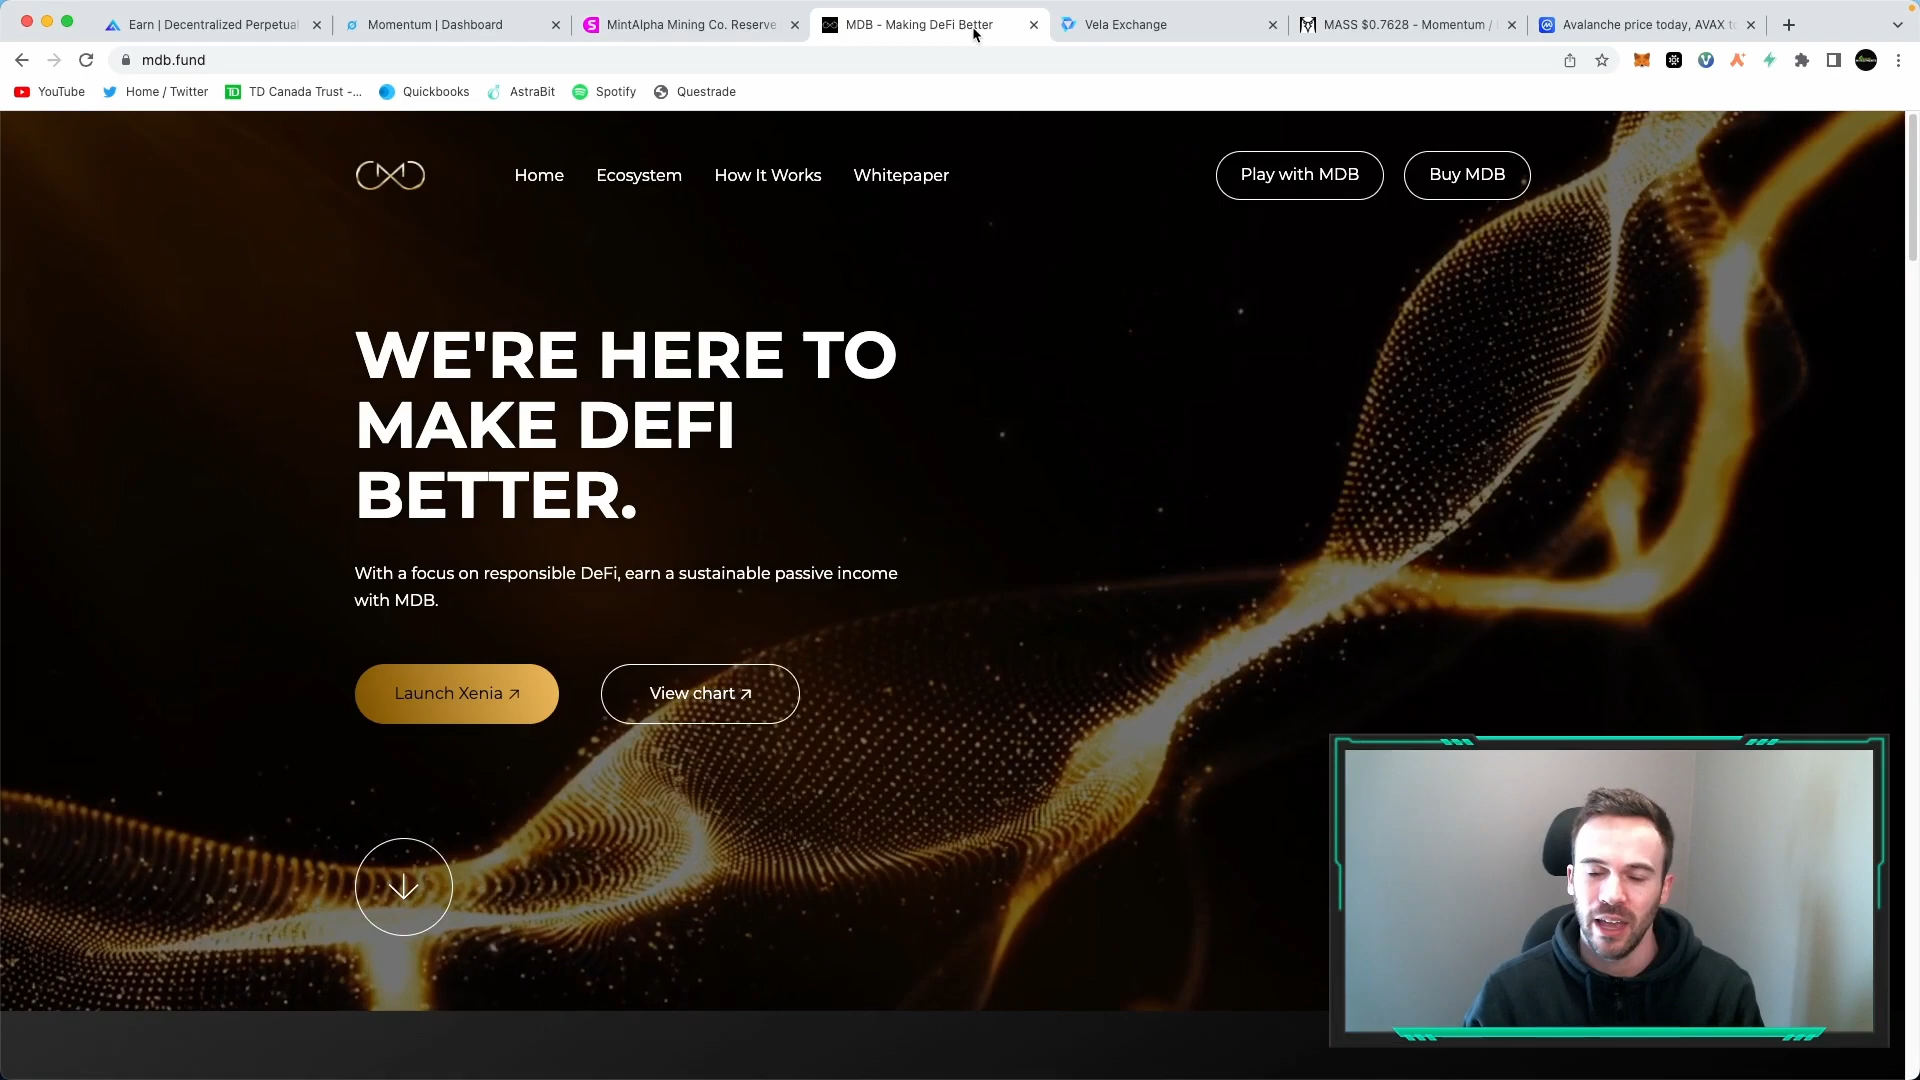 Earn | Decentralized Perpetual
Momentum | Dashboard
MintAlpha Mining Co. Reserve
MDB - Making DeFi Better
Vela Exchange
MASS $0.7628 - Momentum /
Avalanche price today, AVAX to
mdb.fund
YouTube
Home / Twitter
TD Canada Trust -...
Quickbooks
AstraBit
Spotify
Questrade
Home
Ecosystem
How It Works
Whitepaper
Play with MDB
Buy MDB
WE'RE HERE TO
MAKE DEFI
BETTER.
With a focus on responsible DeFi, earn a sustainable passive income
with MDB.
Launch Xenia ↗
View chart ↗